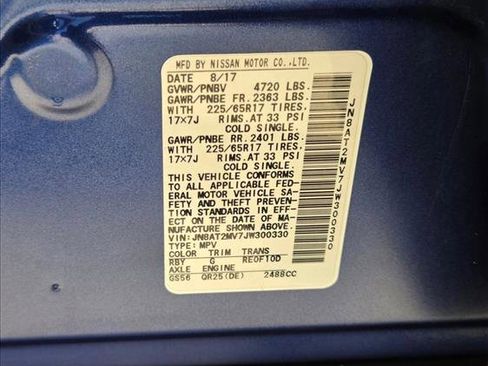 MFD BY NISSAN MOTOR CO.,LTD.
DATE 8/17
GVWR/PNBV 4720 LBS.
GAWR/PNBE FR. 2363 LBS.
WITH 225/65R17 TIRES,
17×7J RIMS.AT 33 PSI
COLD SINGLE.
GAWR/PNBE RR. 2401 LBS.
WITH 225/65R17 TIRES,
17×7J RIMS.AT 33 PSI
COLD SINGLE.
THIS VEHICLE CONFORMS
TO ALL APPLICABLE FED-
ERAL MOTOR VEHICLE SA-
FETY AND THEFT PREVEN-
TION STANDARDS IN EFF-
ECT ON THE DATE OF MA-
NUFACTURE SHOWN ABOVE.
VIN: JN8AT2MV7JW300330
TYPE: MPV
COLOR TRIM TRANS
RBY G RE0F10D
AXLE ENGINE
GS56 QR25(DE) 2488CC
JN8AT2MV7JW300330